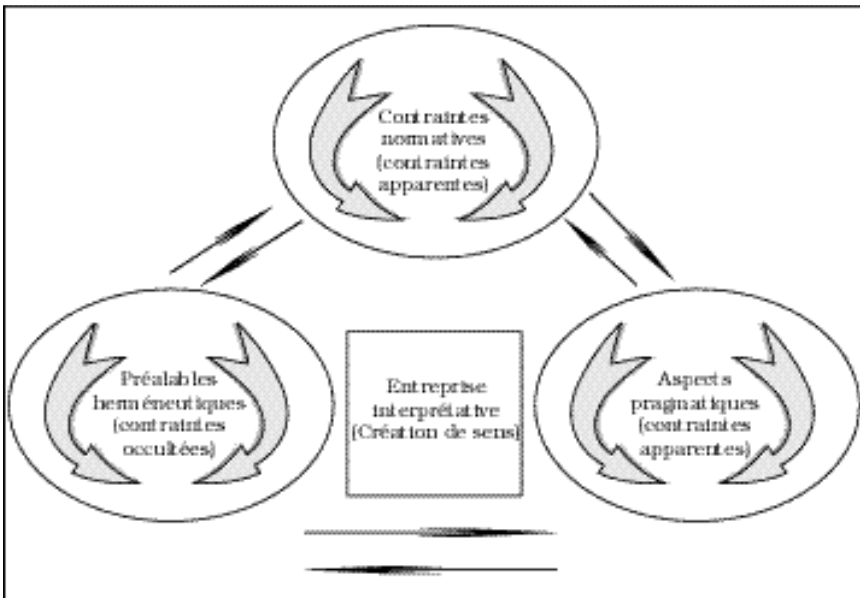 Contraintes
normatives
(contraintes
apparentes)
Préalables
herméneutiques
(contraintes
occultées)
Entreprise
interprétative
(Création de sens)
Aspects
pragmatiques
(contraintes
apparentes)